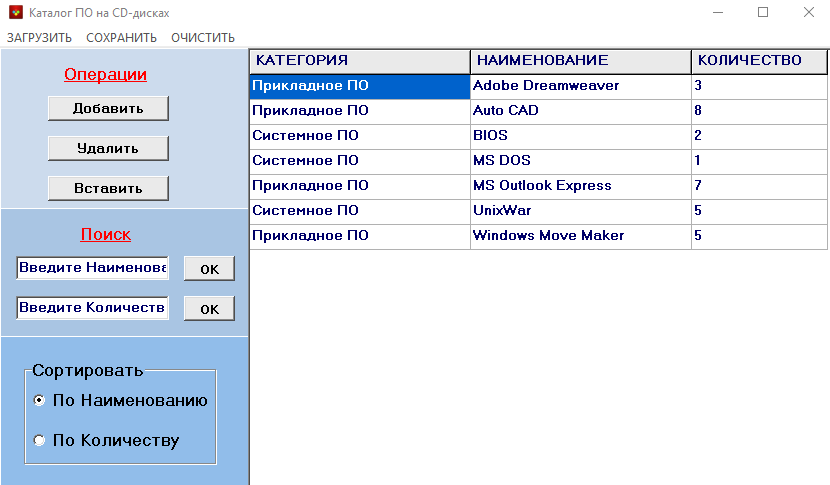 Каталог ПО на CD-дисках
ЗАГРУЗИТЬ СОХРАНИТЬ ОЧИСТИТЬ
Операции
Добавить
Удалить
Вставить
Поиск
Введите Наименова
ок
Введите Количеств
ок
Сортировать
По Наименованию
По Количеству
КАТЕГОРИЯ НАИМЕНОВАНИЕ КОЛИЧЕСТВО
Прикладное ПО Adobe Dreamweaver 3
Прикладное ПО Auto CAD 8
Системное ПО BIOS 2
Системное ПО MS DOS 1
Прикладное ПО MS Outlook Express 7
Системное ПО UnixWar 5
Прикладное ПО Windows Move Maker 5